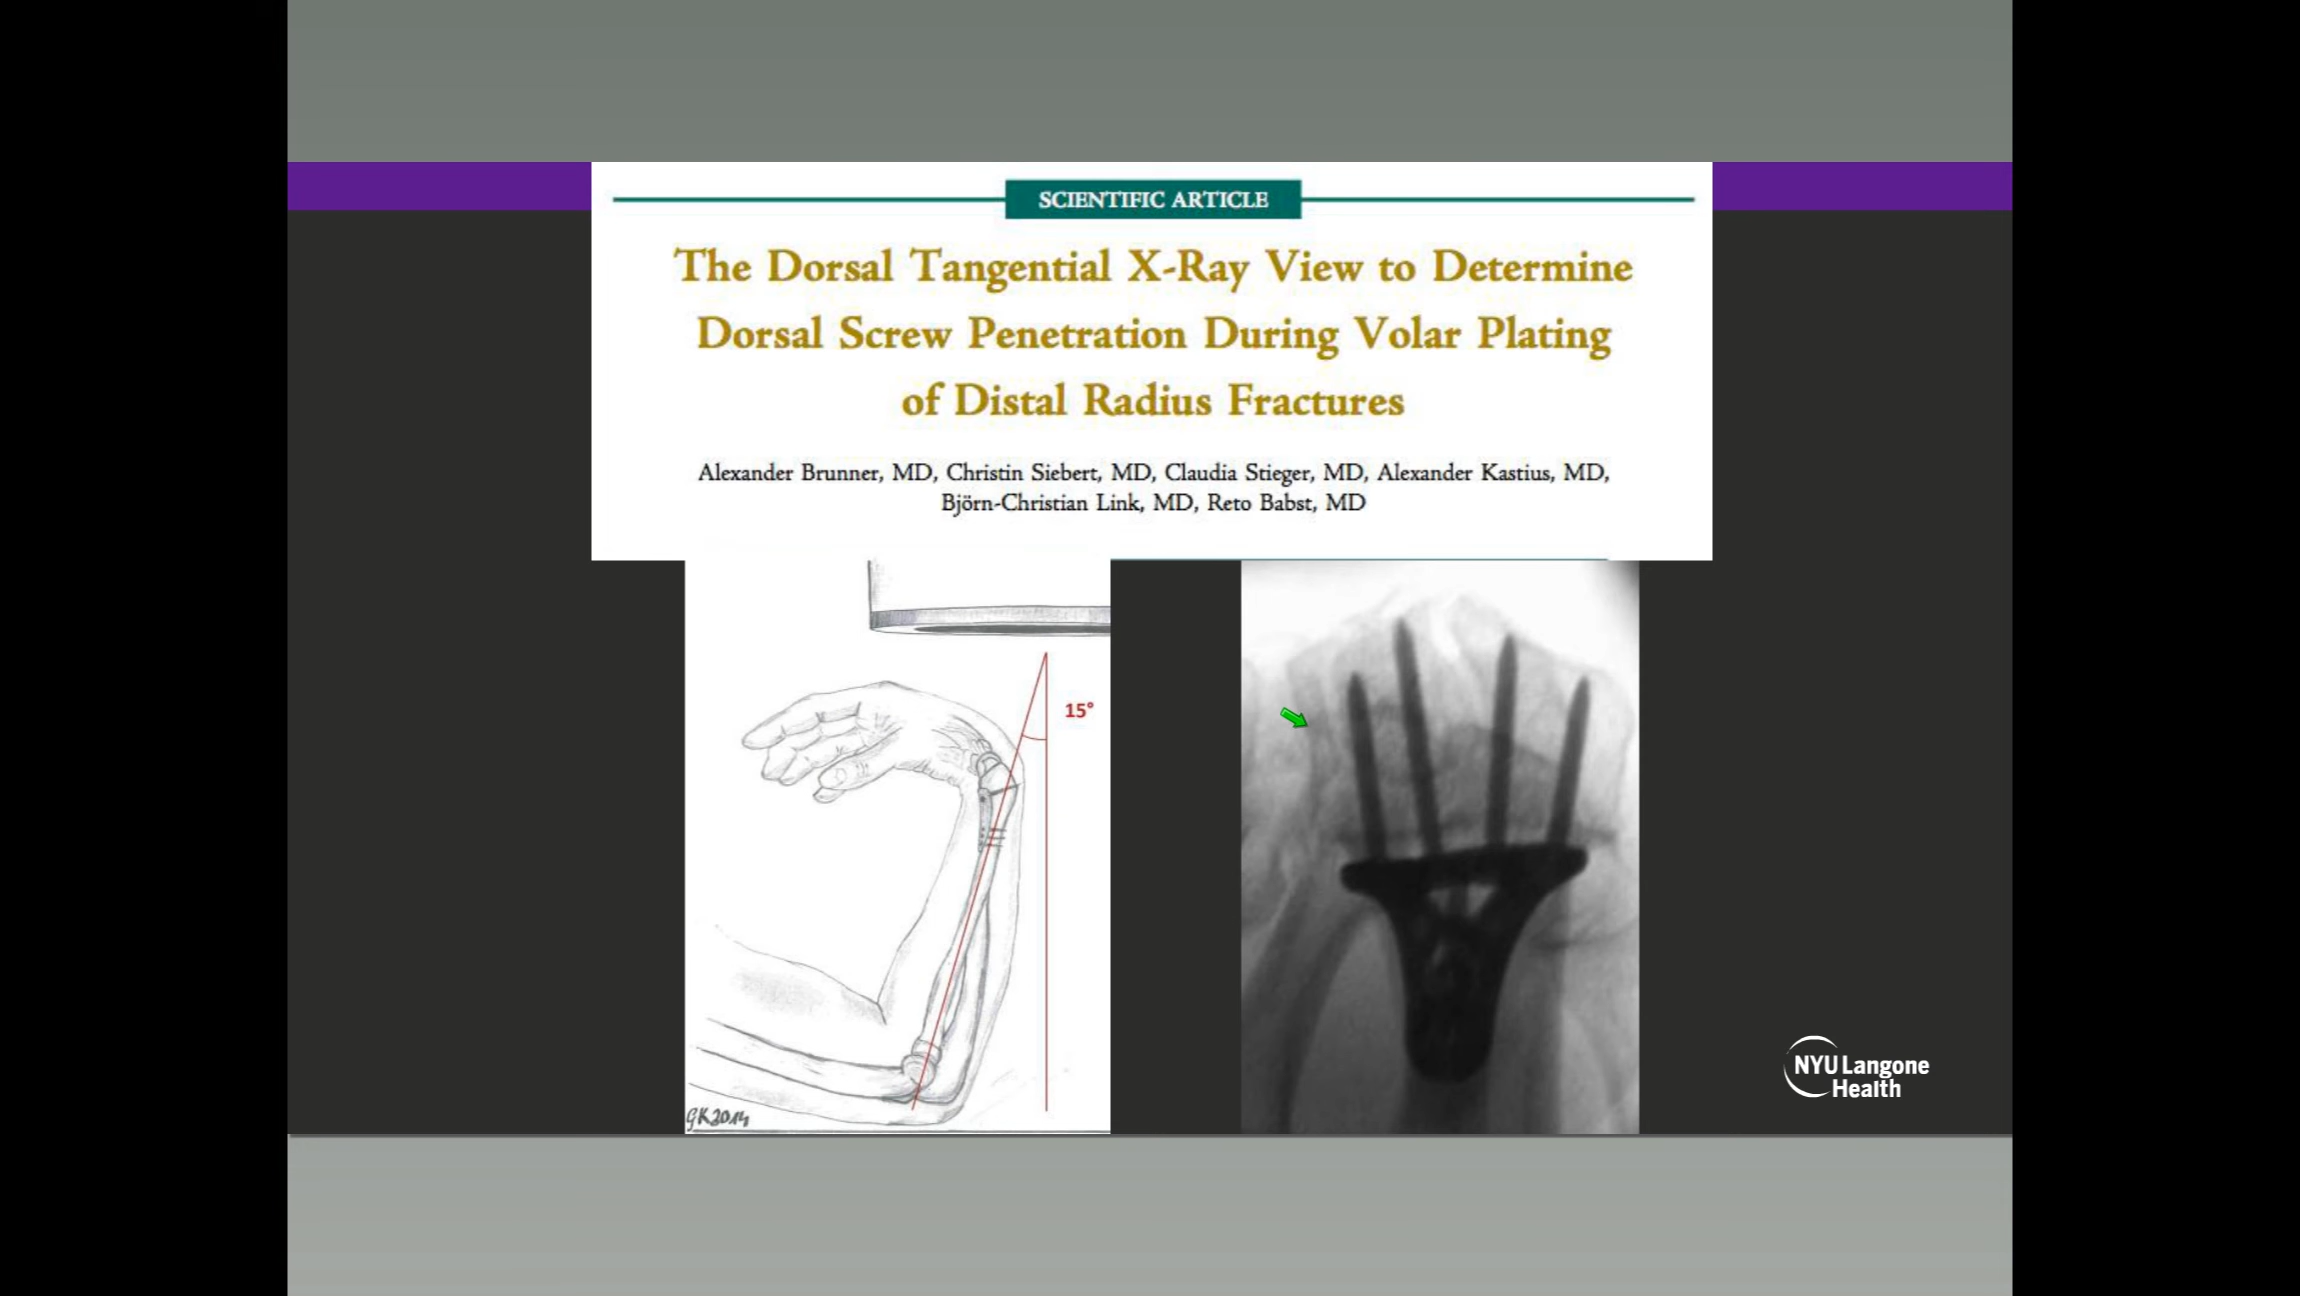 SCIENTIFIC ARTICLE
The Dorsal Tangential X-Ray View to Determine
Dorsal Screw Penetration During Volar Plating
of Distal Radius Fractures
Alexander Brunner, MD, Christin Siebert, MD, Claudia Stieger, MD, Alexander Kastius, MD,
Björn-Christian Link, MD, Reto Babst, MD
15°
GK2014
NYU Langone
Health